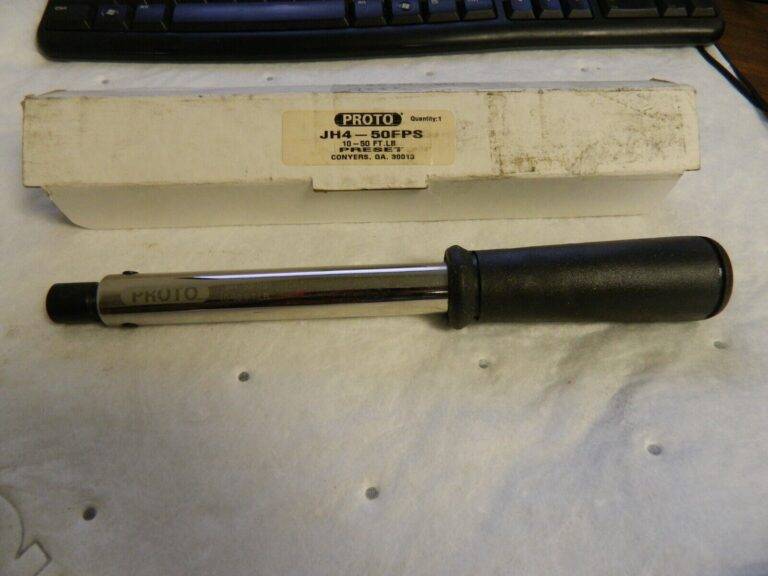 PROTO Quantity:1
JH4-50FPS
10-50 FT.LB
PRESET
CONYERS, GA. 30013
PROTO